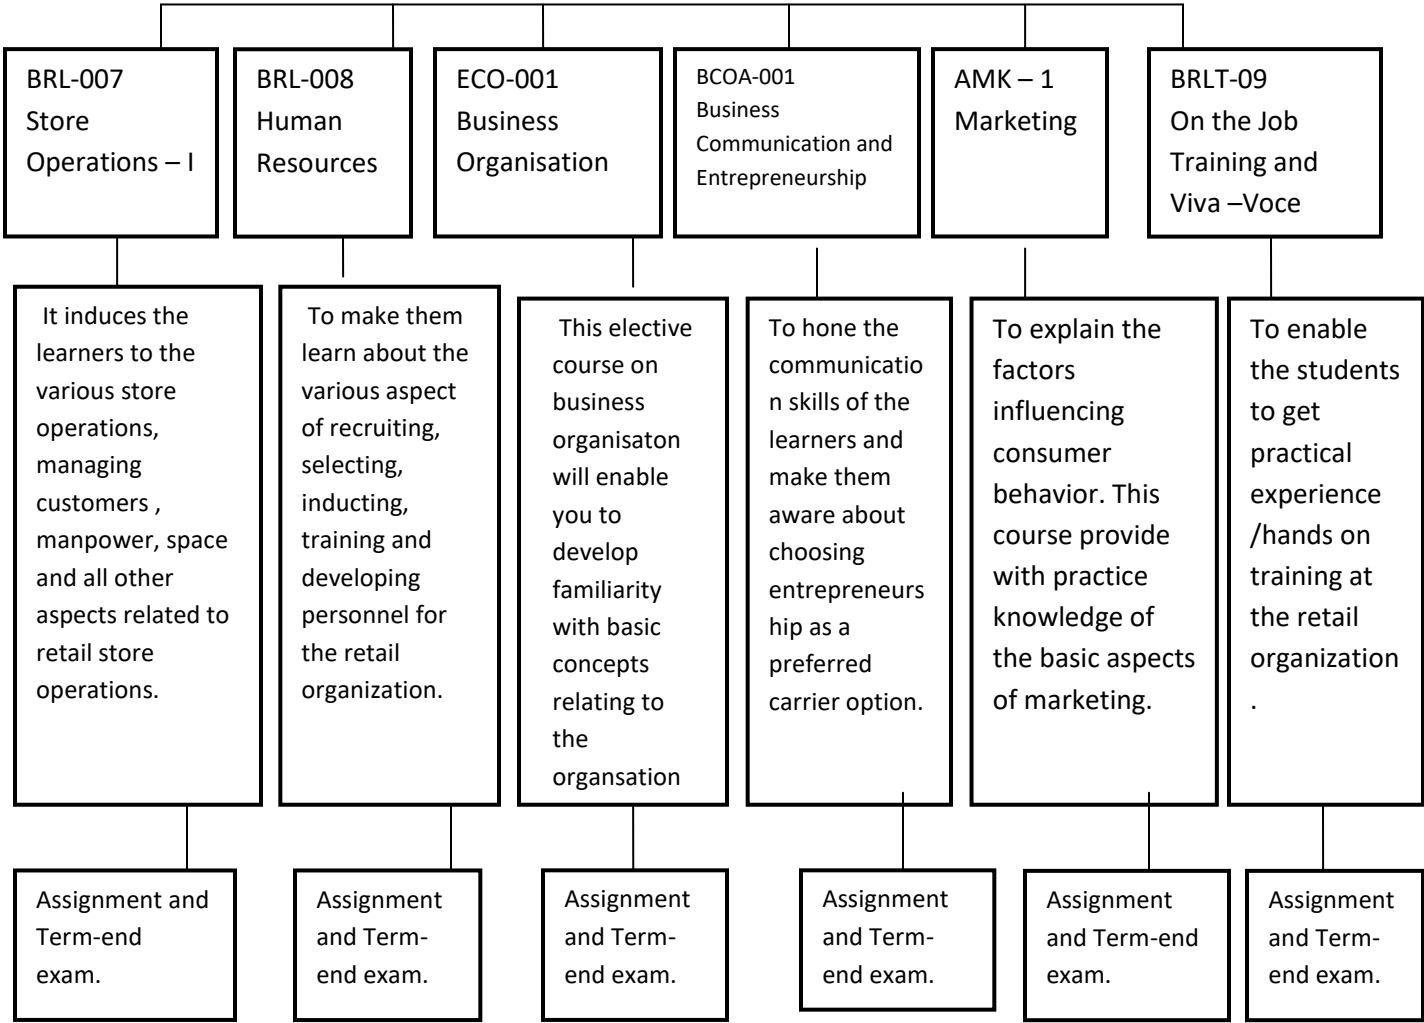 BRL-007
Store
Operations – I
BRL-008
Human
Resources
ECO-001
Business
Organisation
BCOA-001
Business
Communication and
Entrepreneurship
AMK – 1
Marketing
BRLT-09
On the Job
Training and
Viva –Voce
It induces the
learners to the
various store
operations,
managing
customers ,
manpower, space
and all other
aspects related to
retail store
operations.
To make them
learn about the
various aspect
of recruiting,
selecting,
inducting,
training and
developing
personnel for
the retail
organization.
This elective
course on
business
organisaton
will enable
you to
develop
familiarity
with basic
concepts
relating to
the
organsation
To hone the
communicatio
n skills of the
learners and
make them
aware about
choosing
entrepreneurs
hip as a
preferred
carrier option.
To explain the
factors
influencing
consumer
behavior. This
course provide
with practice
knowledge of
the basic aspects
of marketing.
To enable
the students
to get
practical
experience
/hands on
training at
the retail
organization
.
Assignment and
Term-end
exam.
Assignment
and Term-
end exam.
Assignment
and Term-
end exam.
Assignment
and Term-
end exam.
Assignment
and Term-end
exam.
Assignment
and Term-
end exam.